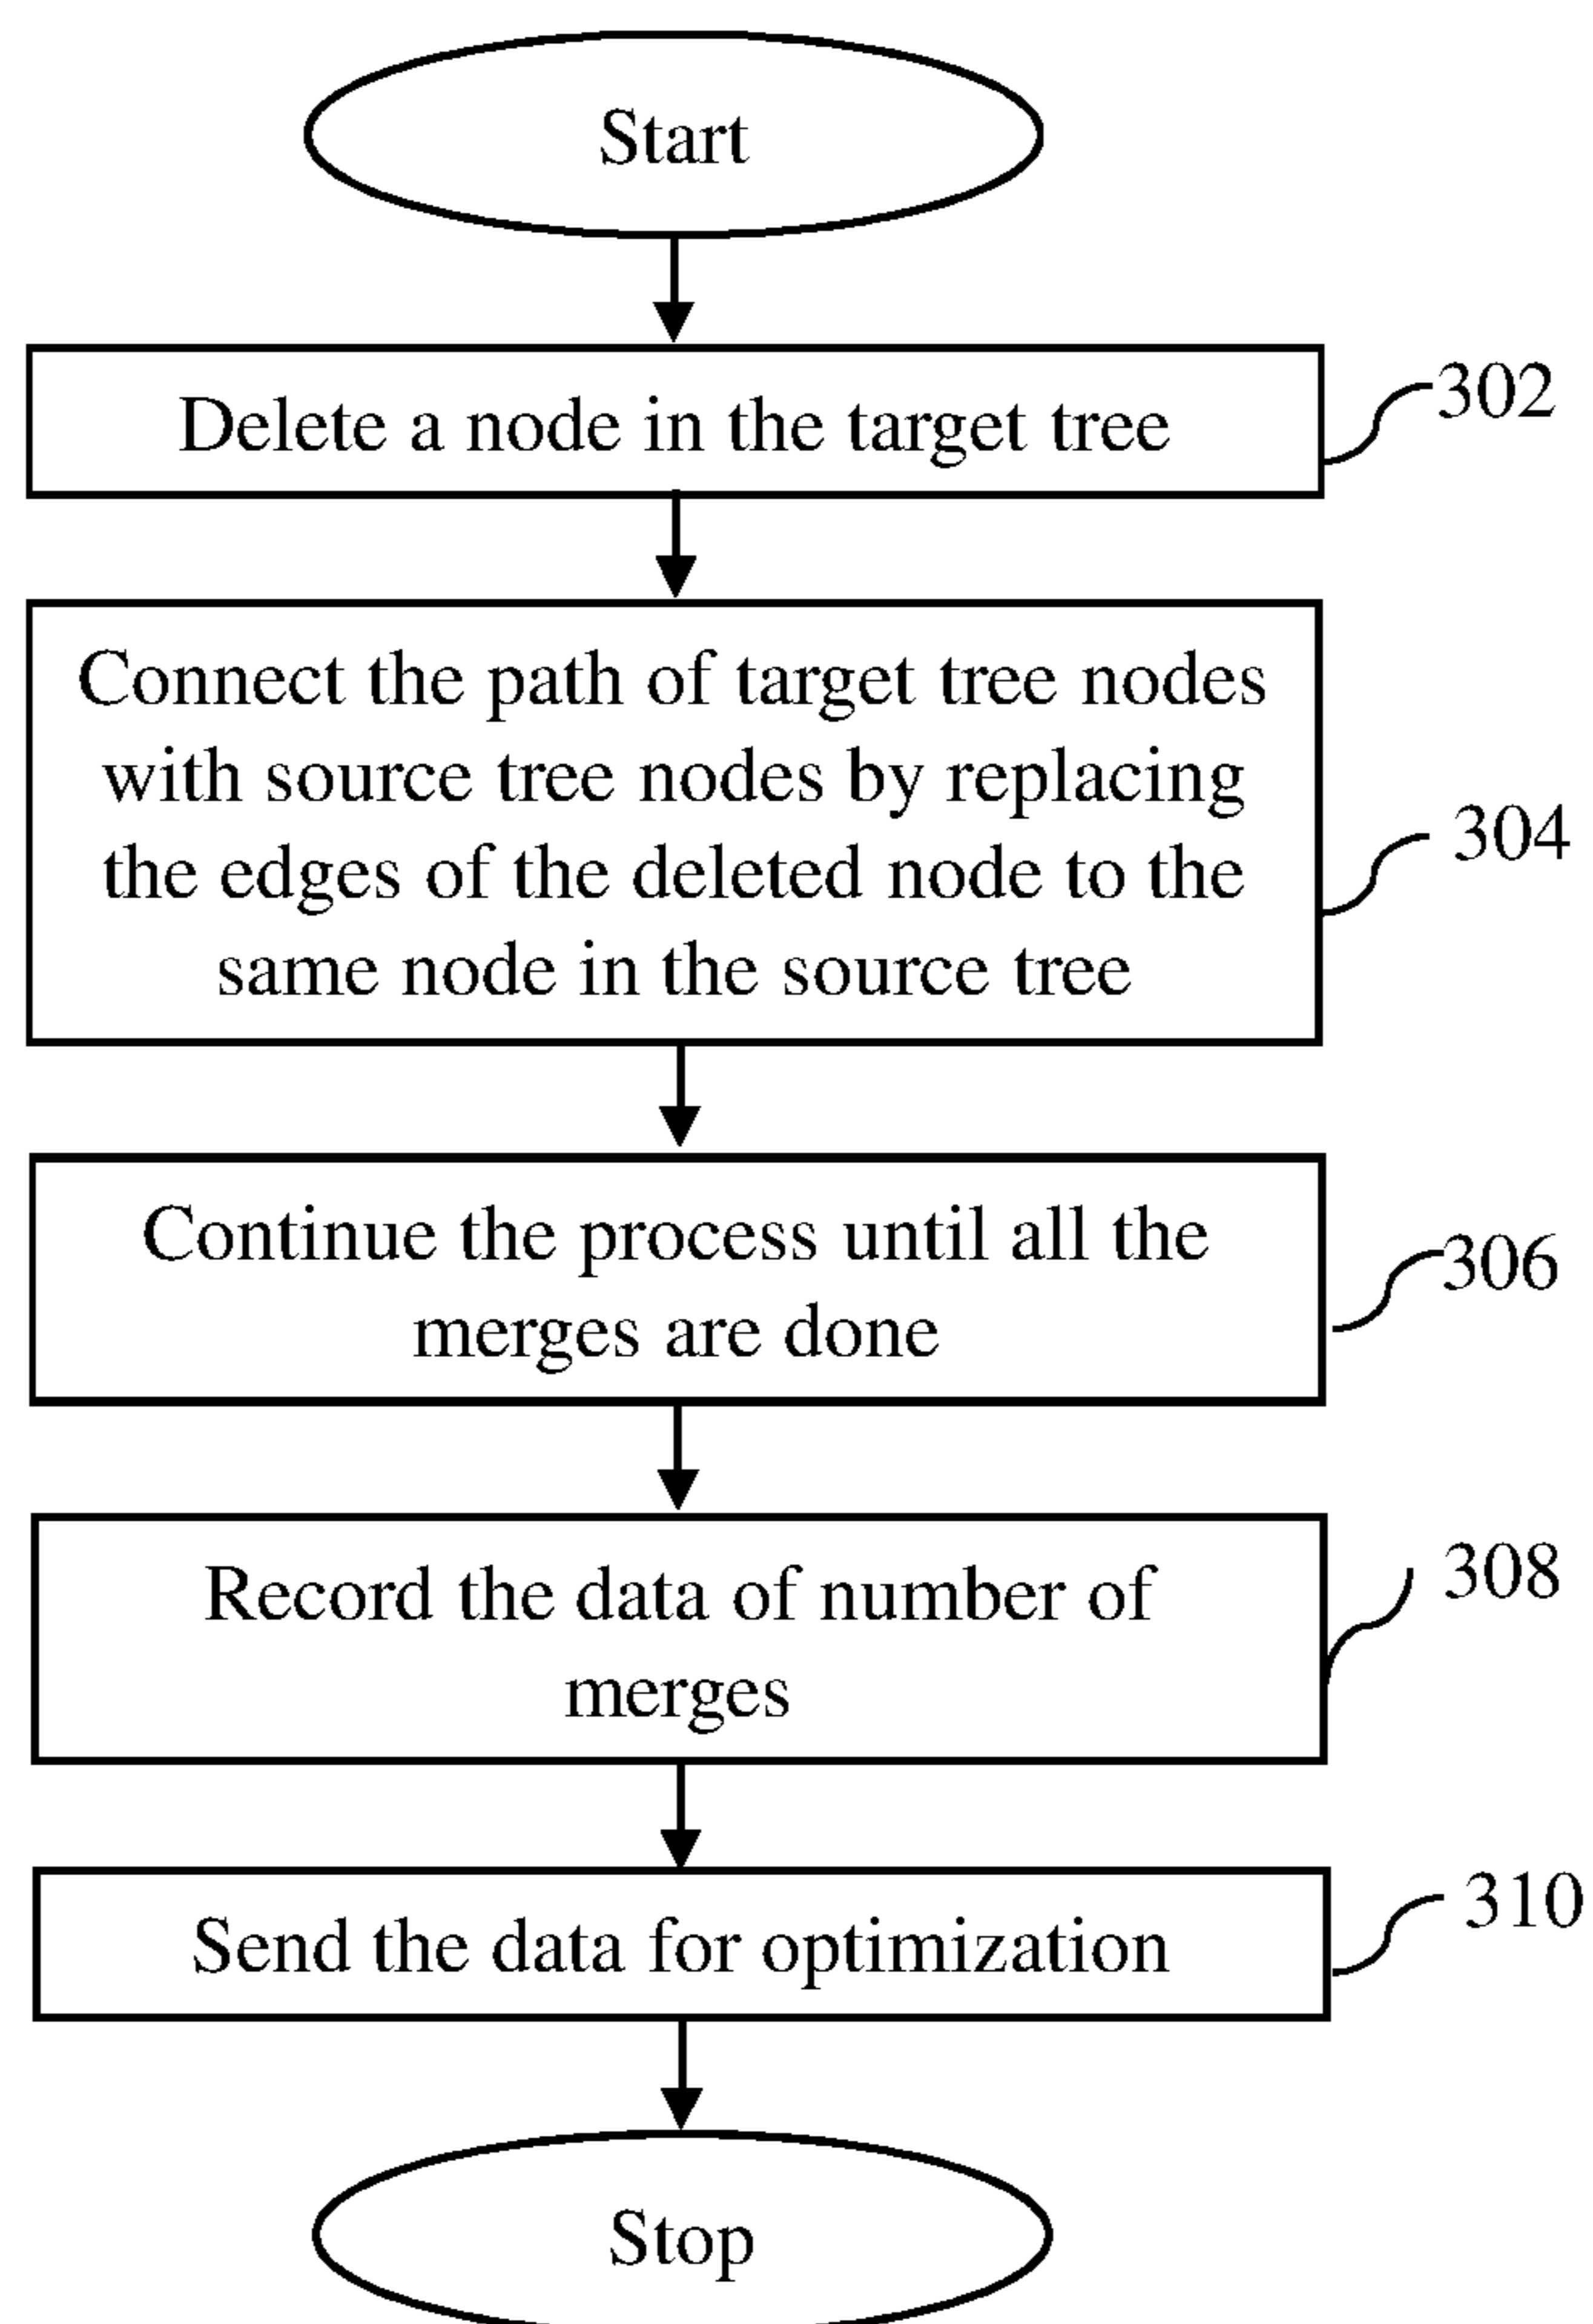 Start
Delete a node in the target tree
302
Connect the path of target tree nodes
with source tree nodes by replacing
the edges of the deleted node to the
same node in the source tree
304
Continue the process until all the
merges are done
306
Record the data of number of
merges
308
Send the data for optimization
310
Stop